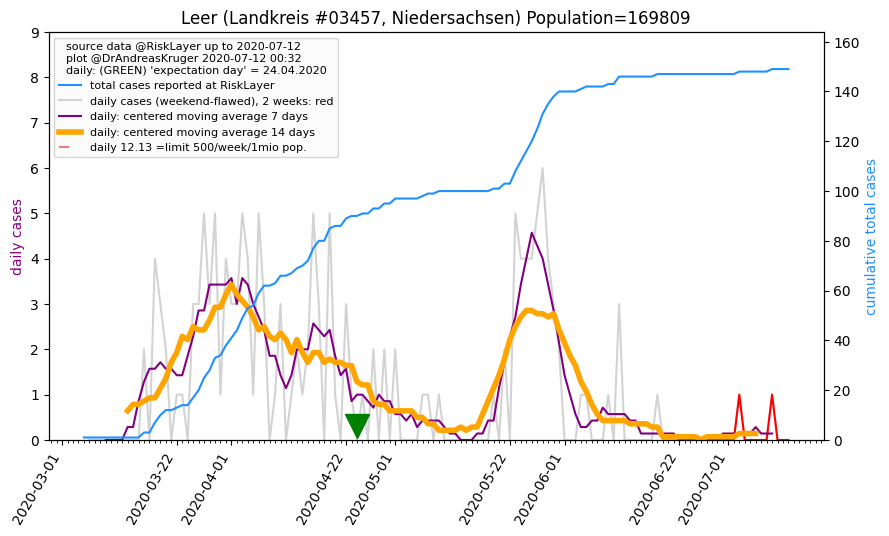 Leer (Landkreis #03457, Niedersachsen) Population=169809
source data @RiskLayer up to 2020-07-12
plot @DrAndreasKruger 2020-07-12 00:32
daily: (GREEN) 'expectation day' = 24.04.2020
total cases reported at RiskLayer
daily cases (weekend-flawed), 2 weeks: red
daily: centered moving average 7 days
daily: centered moving average 14 days
daily 12.13 =limit 500/week/1mio pop.
daily cases
9
8
7
6
5
4
3
2
1
0
160
140
120
100
80
60
40
20
0
cumulative total cases
2020-03-01
2020-03-22
2020-04-01
2020-04-22
2020-05-01
2020-05-22
2020-06-01
2020-06-22
2020-07-01